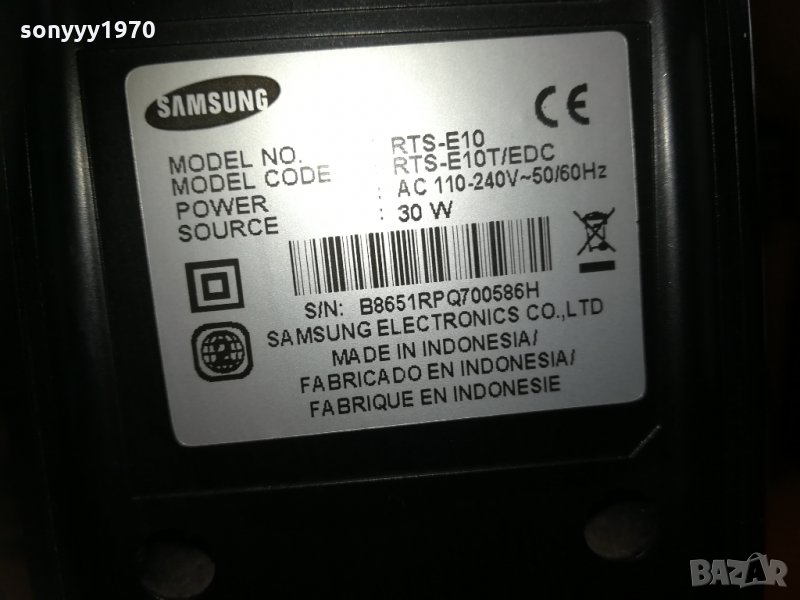 sonyyy1970
SAMSUNG
CE
MODEL NO. : RTS-E10
MODEL CODE : RTS-E10T/EDC
POWER : AC 110-240V~50/60Hz
SOURCE : 30 W
S/N: B8651RPQ700586H
2
SAMSUNG ELECTRONICS CO.,LTD
MADE IN INDONESIA/
FABRICADO EN INDONESIA/
FABRIQUE EN INDONESIE
BAZAR